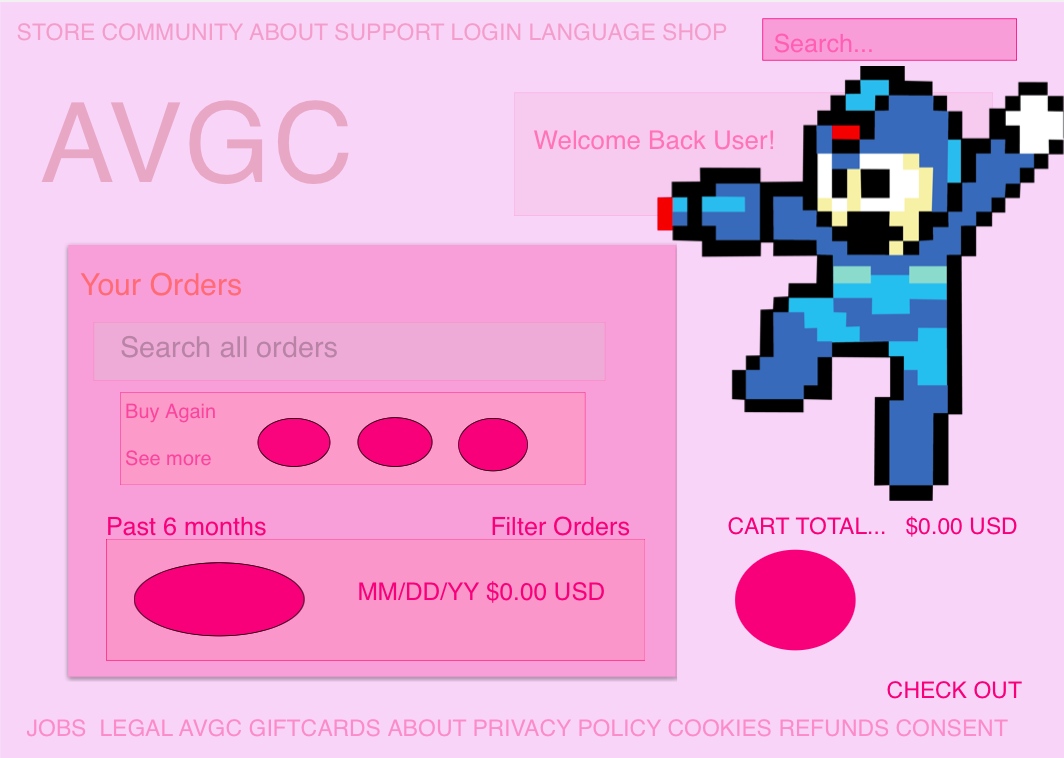 STORE COMMUNITY ABOUT SUPPORT LOGIN LANGUAGE SHOP
Search...
AVGC
Welcome Back User!
Your Orders
Search all orders
Buy Again
See more
Past 6 months
Filter Orders
MM/DD/YY $0.00 USD
CART TOTAL... $0.00 USD
CHECK OUT
JOBS LEGAL AVGC GIFTCARDS ABOUT PRIVACY POLICY COOKIES REFUNDS CONSENT